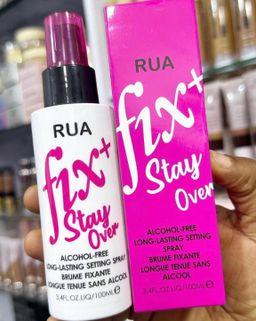 RUA
fix+
Stay
Over
ALCOHOL-FREE
LONG-LASTING SETTING SPRAY
BRUME FIXANTE
LONGUE TENUE SANS ALCOOL
3.4FL.OZ.LIQ/100ML
RUA
fix+
Stay
Over
ALCOHOL-FREE
LONG-LASTING SETTING
SPRAY
BRUME FIXANTE
LONGUE TENUE SANS
ALCOOL
3.4FL.OZ.LIQ/100ML